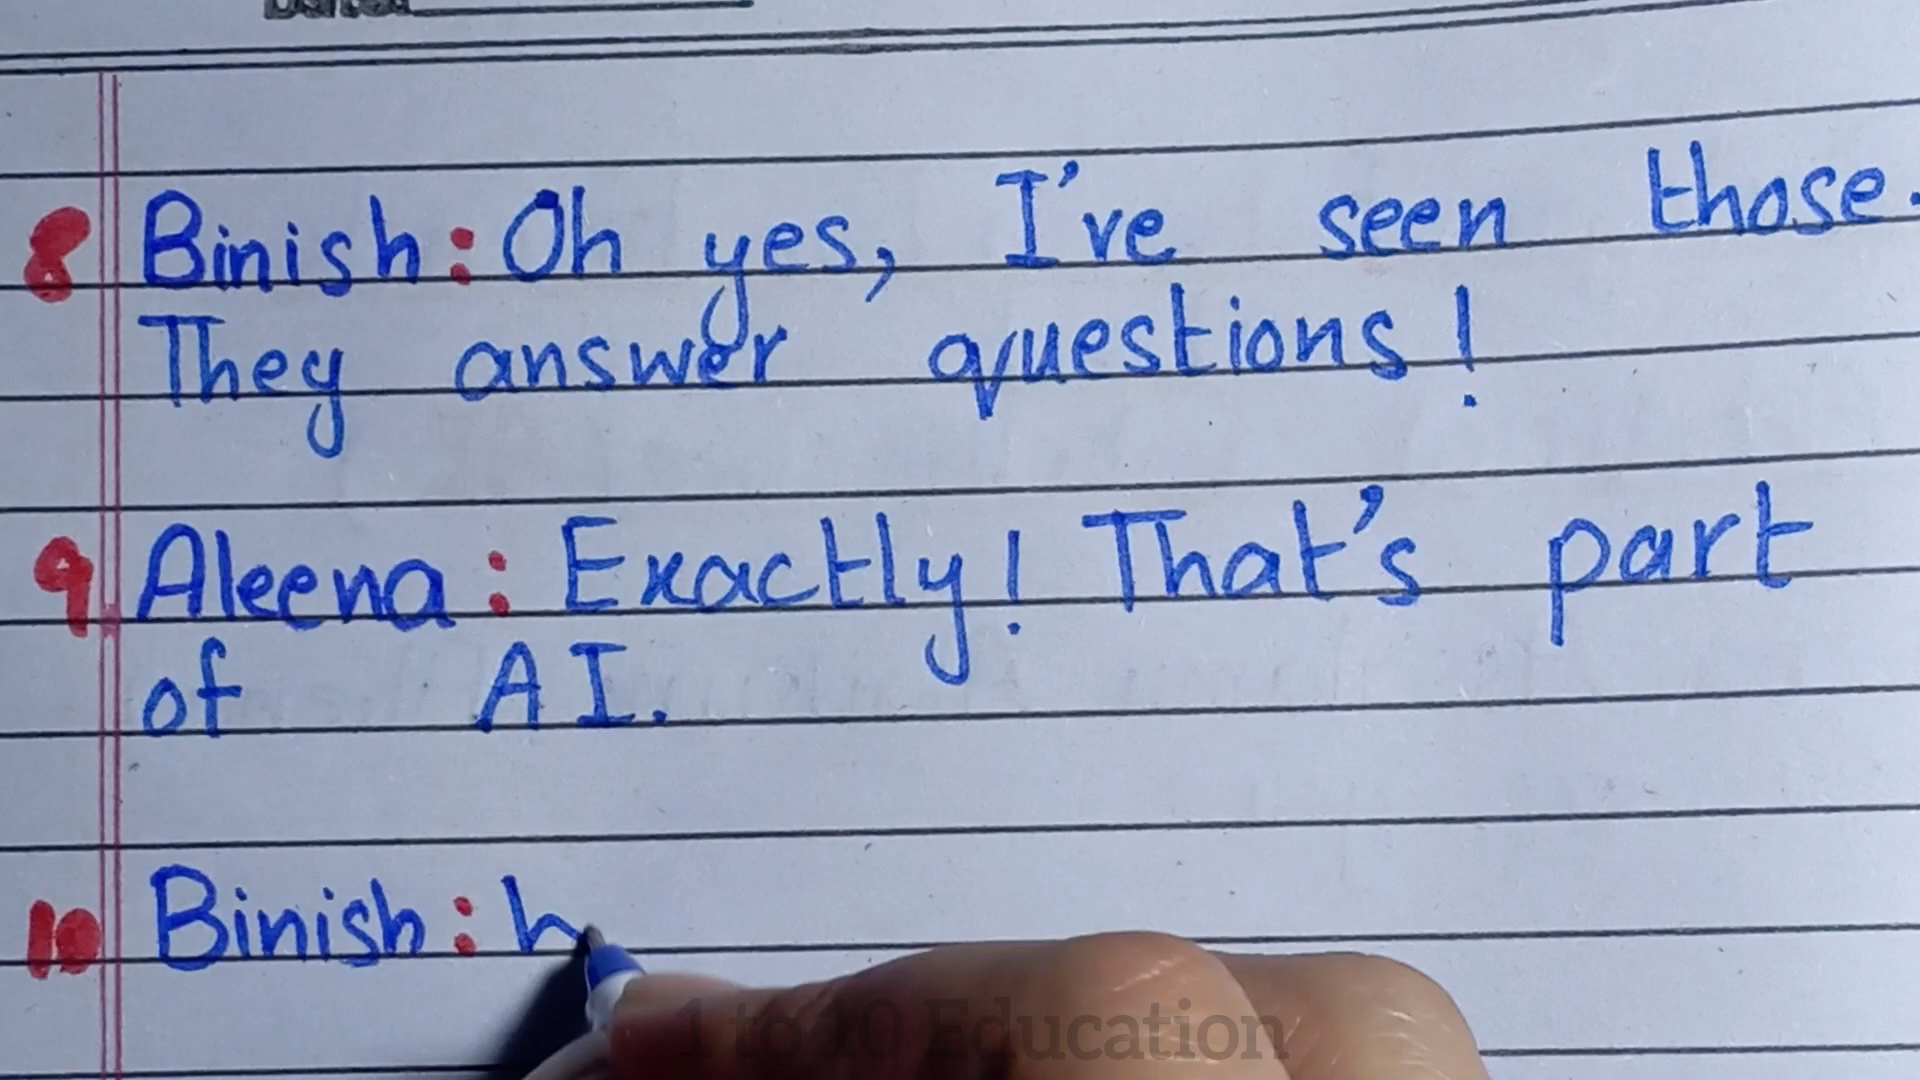 Date:
8 Binish: Oh yes, I've seen those.
They answer questions!
9 Aleena: Exactly! That's part
of AI.
10 Binish:
1 to 10 Education